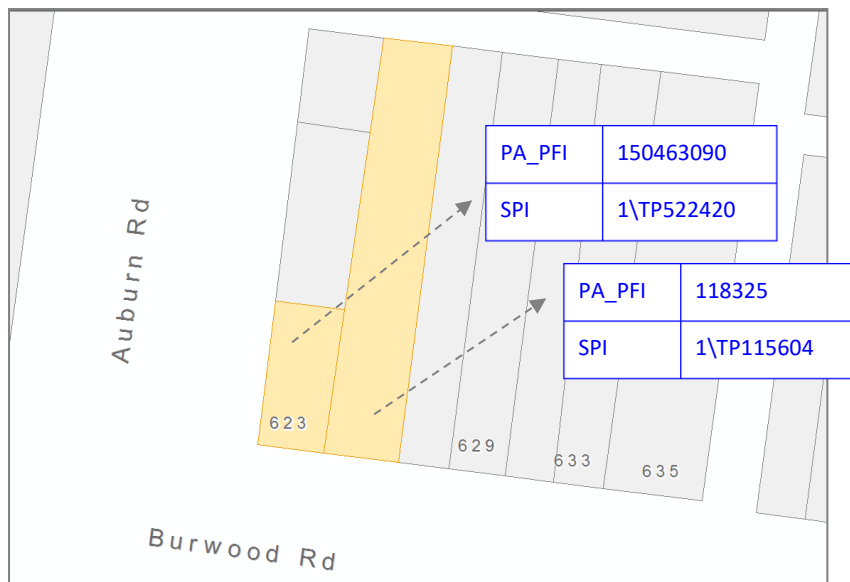 PA_PFI 150463090
SPI 1\TP522420
PA_PFI 118325
SPI 1\TP115604
Auburn Rd
623
629
633
635
Burwood Rd